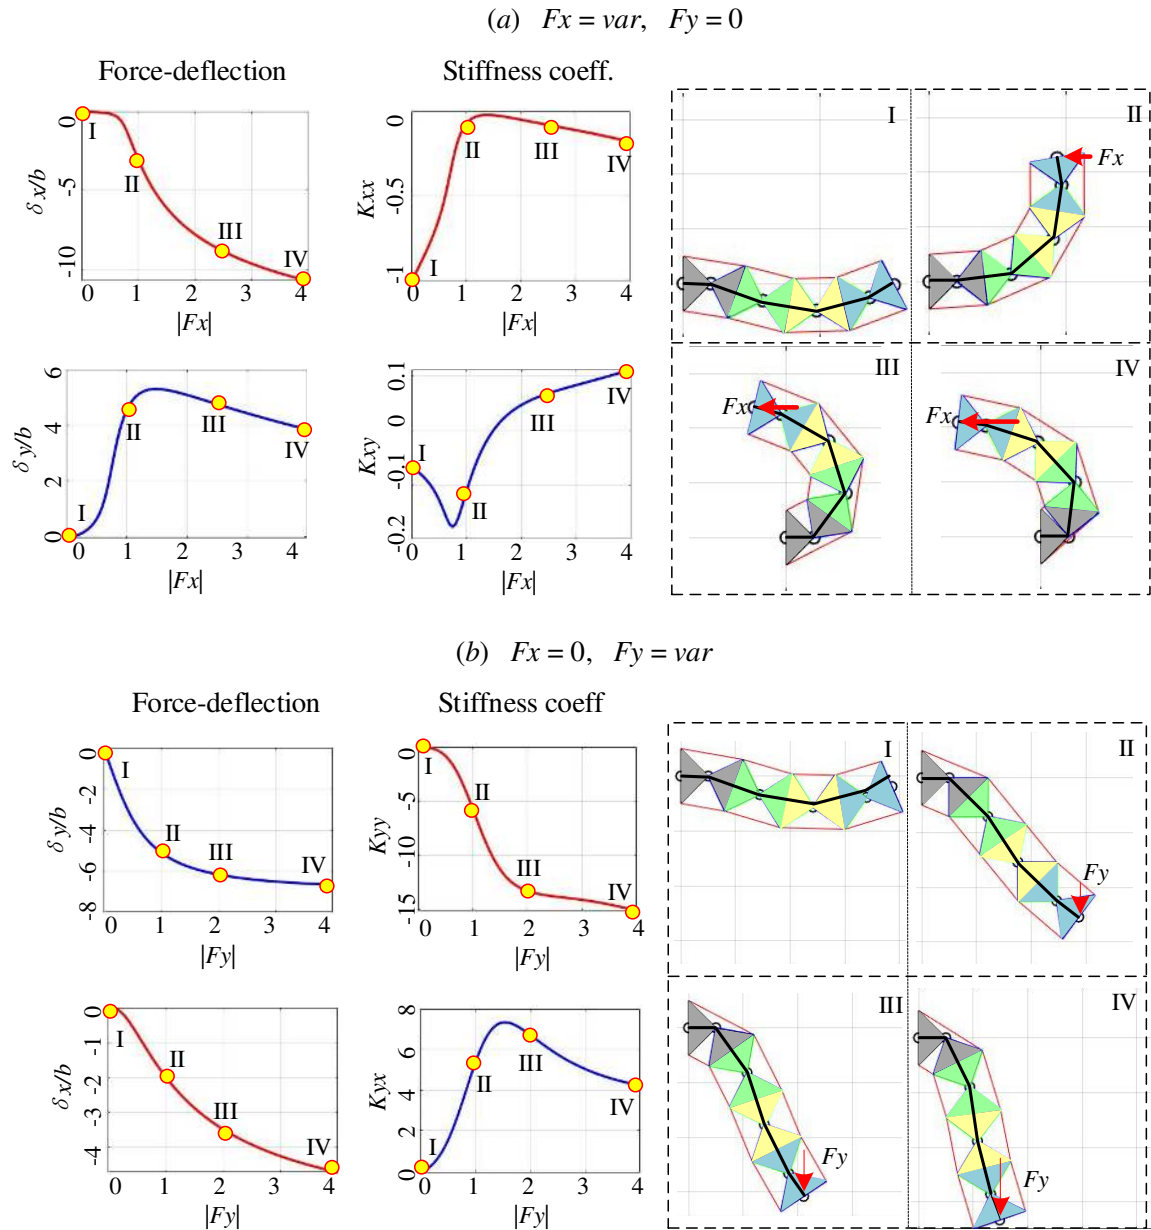 (a) Fx = var, Fy = 0
Force-deflection
Stiffness coeff.
0
-5
-10
δx/b
I
II
III
IV
0 1 2 3 4
|Fx|
0
-0.5
-1
Kxx
I
II
III
IV
0 1 2 3 4
|Fx|
I
II
Fx
III
Fx
IV
Fx
6
4
2
0
δy/b
I
II
III
IV
0 1 2 3 4
|Fx|
0.1
0
-0.1
-0.2
Kxy
I
II
III
IV
0 1 2 3 4
|Fx|
(b) Fx = 0, Fy = var
Force-deflection
Stiffness coeff
0
-2
-4
-6
-8
δy/b
I
II
III
IV
0 1 2 3 4
|Fy|
0
-5
-10
-15
Kyy
I
II
III
IV
0 1 2 3 4
|Fy|
I
II
Fy
III
Fy
IV
Fy
0
-1
-2
-3
-4
δx/b
I
II
III
IV
0 1 2 3 4
|Fy|
8
6
4
2
0
Kyx
I
II
III
IV
0 1 2 3 4
|Fy|